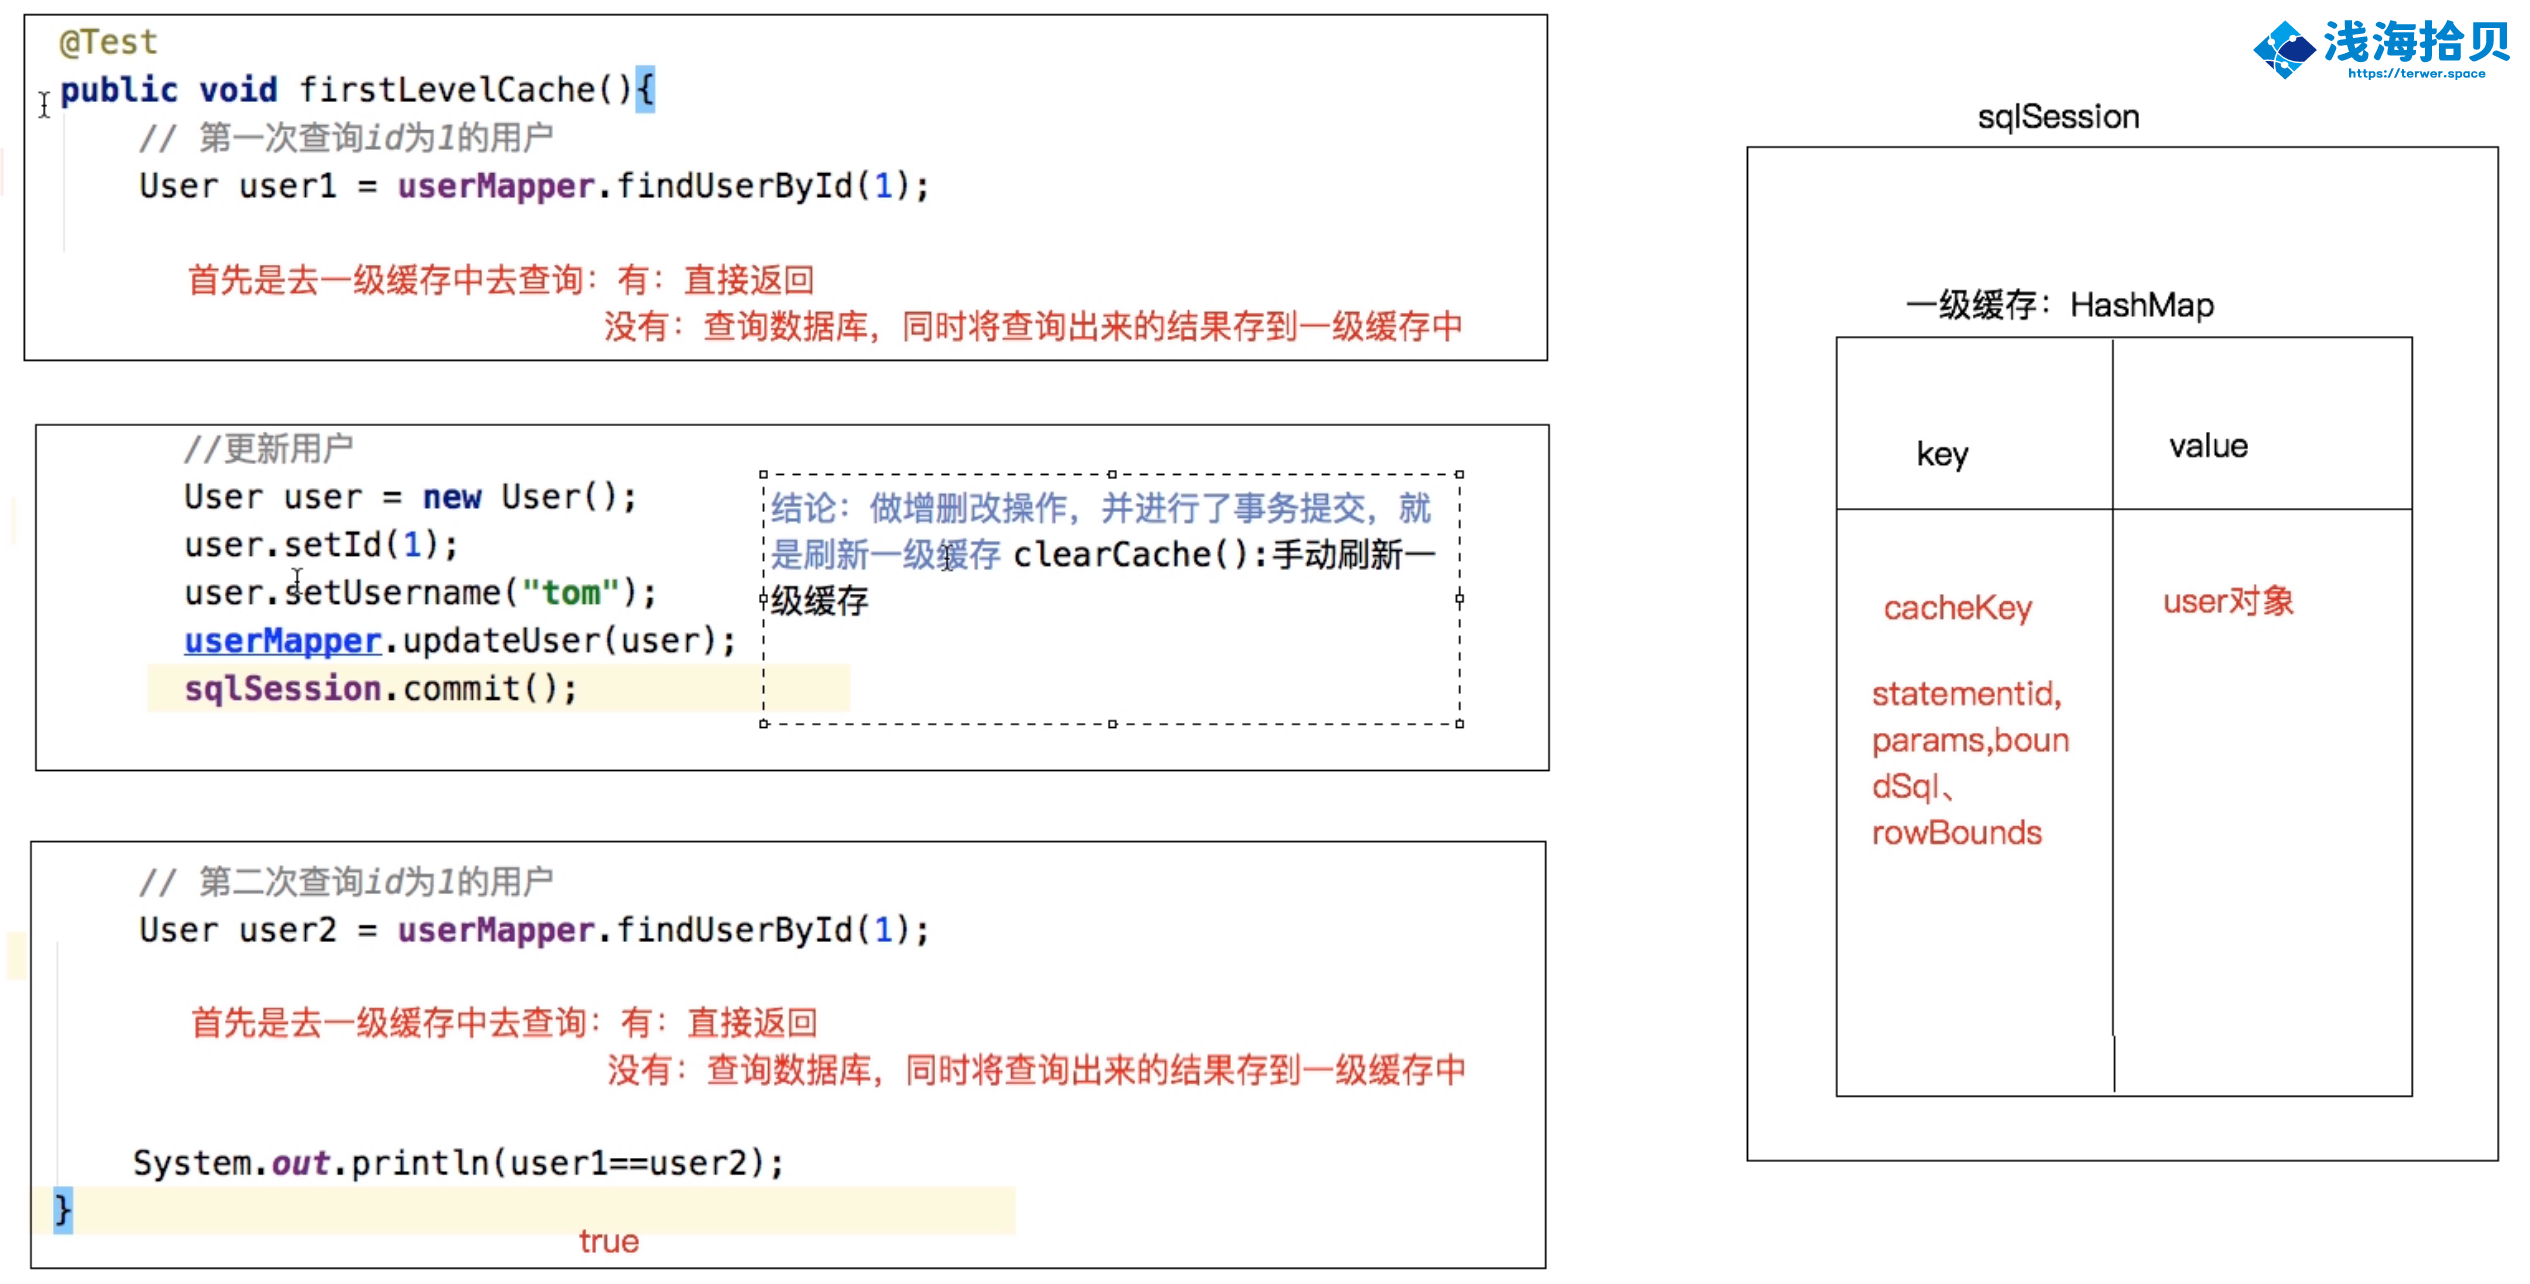 @Test
public void firstLevelCache(){
// 第一次查询id为1的用户
User user1 = userMapper.findUserById(1);
首先是去一级缓存中去查询：有：直接返回
没有：查询数据库，同时将查询出来的结果存到一级缓存中
//更新用户
User user = new User();
user.setId(1);
user.setUsername("tom");
userMapper.updateUser(user);
sqlSession.commit();
结论：做增删改操作，并进行了事务提交，就
是刷新一级缓存 clearCache():手动刷新一
级缓存
// 第二次查询id为1的用户
User user2 = userMapper.findUserById(1);
首先是去一级缓存中去查询：有：直接返回
没有：查询数据库，同时将查询出来的结果存到一级缓存中
System.out.println(user1==user2);
}
true
浅海拾贝
https://terwer.space
sqlSession
一级缓存：HashMap
key
value
cacheKey
user对象
statementid,
params,boun
dSql、
rowBounds